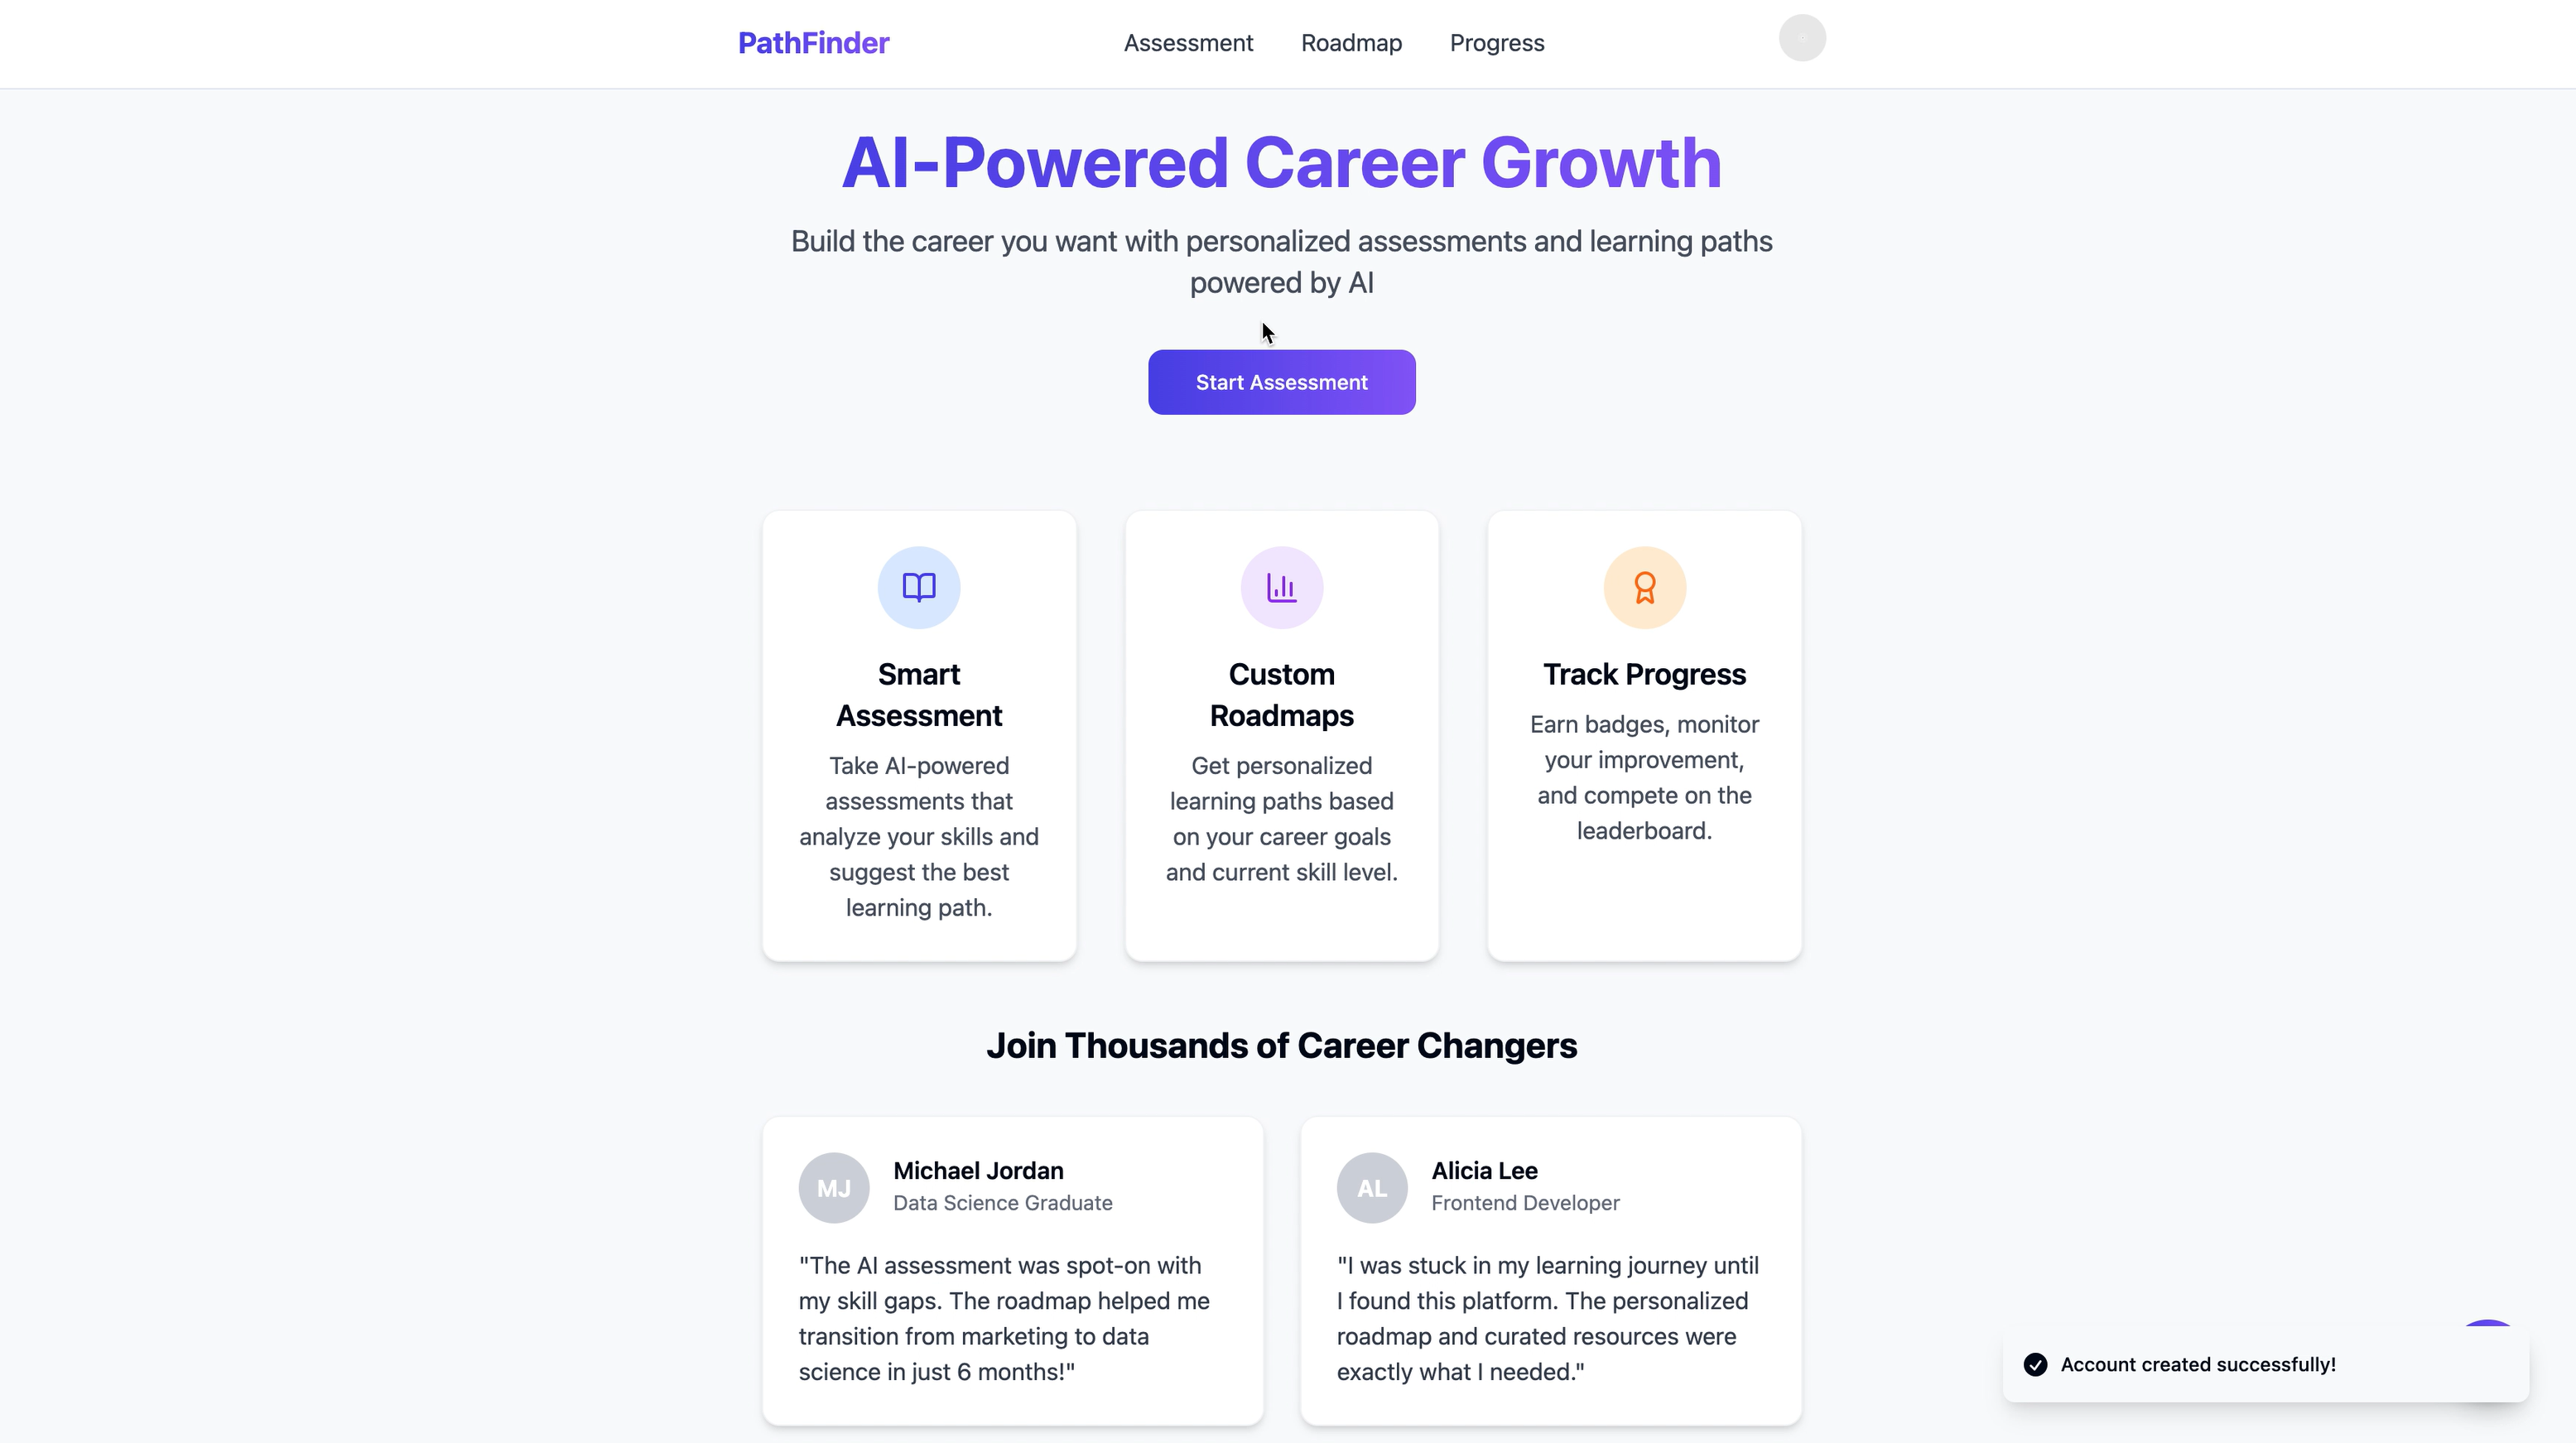 PathFinder
Assessment
Roadmap
Progress
AI-Powered Career Growth
Build the career you want with personalized assessments and learning paths
powered by AI
Start Assessment
Smart
Assessment
Take AI-powered
assessments that
analyze your skills and
suggest the best
learning path.
Custom
Roadmaps
Get personalized
learning paths based
on your career goals
and current skill level.
Track Progress
Earn badges, monitor
your improvement,
and compete on the
leaderboard.
Join Thousands of Career Changers
MJ
Michael Jordan
Data Science Graduate
"The AI assessment was spot-on with
my skill gaps. The roadmap helped me
transition from marketing to data
science in just 6 months!"
AL
Alicia Lee
Frontend Developer
"I was stuck in my learning journey until
I found this platform. The personalized
roadmap and curated resources were
exactly what I needed."
Account created successfully!